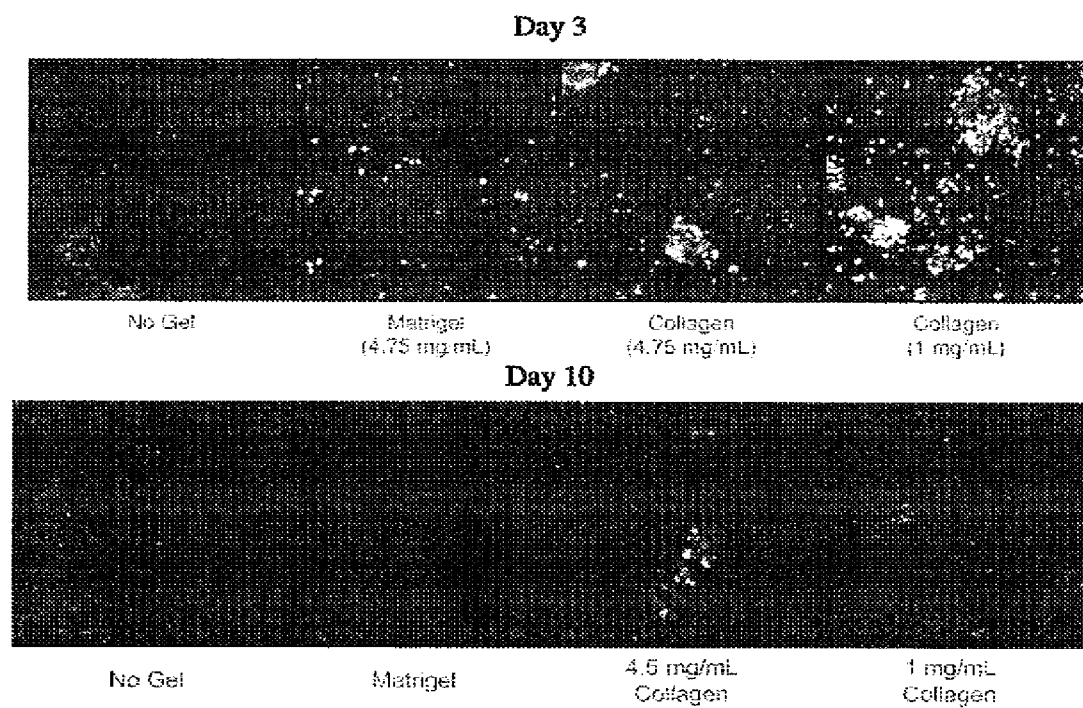 Day 3
No Gel
Matrigel
(4.75 mg/mL)
Collagen
(4.75 mg/mL)
Collagen
(1 mg/mL)
Day 10
No Gel
Matrigel
4.5 mg/mL
Collagen
1 mg/mL
Collagen